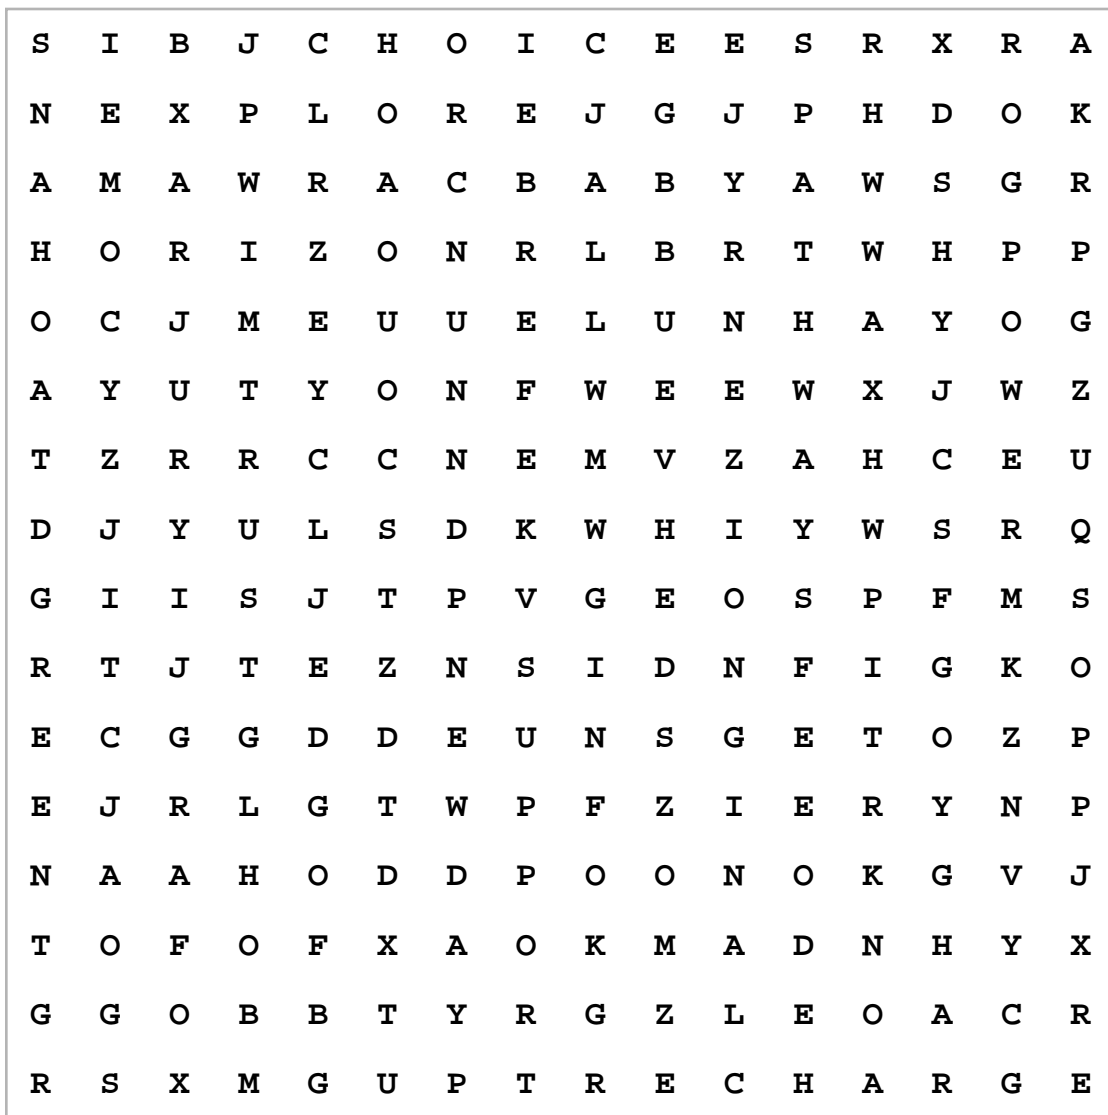 S I B J C H O I C E E S R X R A
N E X P L O R E J G J P H D O K
A M A W R A C B A B Y A W S G R
H O R I Z O N R L B R T W H P P
O C J M E U U E L U N H A Y O G
A Y U T Y O N F W E E W X J W Z
T Z R R C C N E M V Z A H C E U
D J Y U L S D K W H I Y W S R Q
G I I S J T P V G E O S P F M S
R T J T E Z N S I D N F I G K O
E C G G D D E U N S G E T O Z P
E J R L G T W P F Z I E R Y N P
N A A H O D D P O O N O K G V J
T O F O F X A O K M A D N H Y X
G G O B B T Y R G Z L E O A C R
R S X M G U P T R E C H A R G E